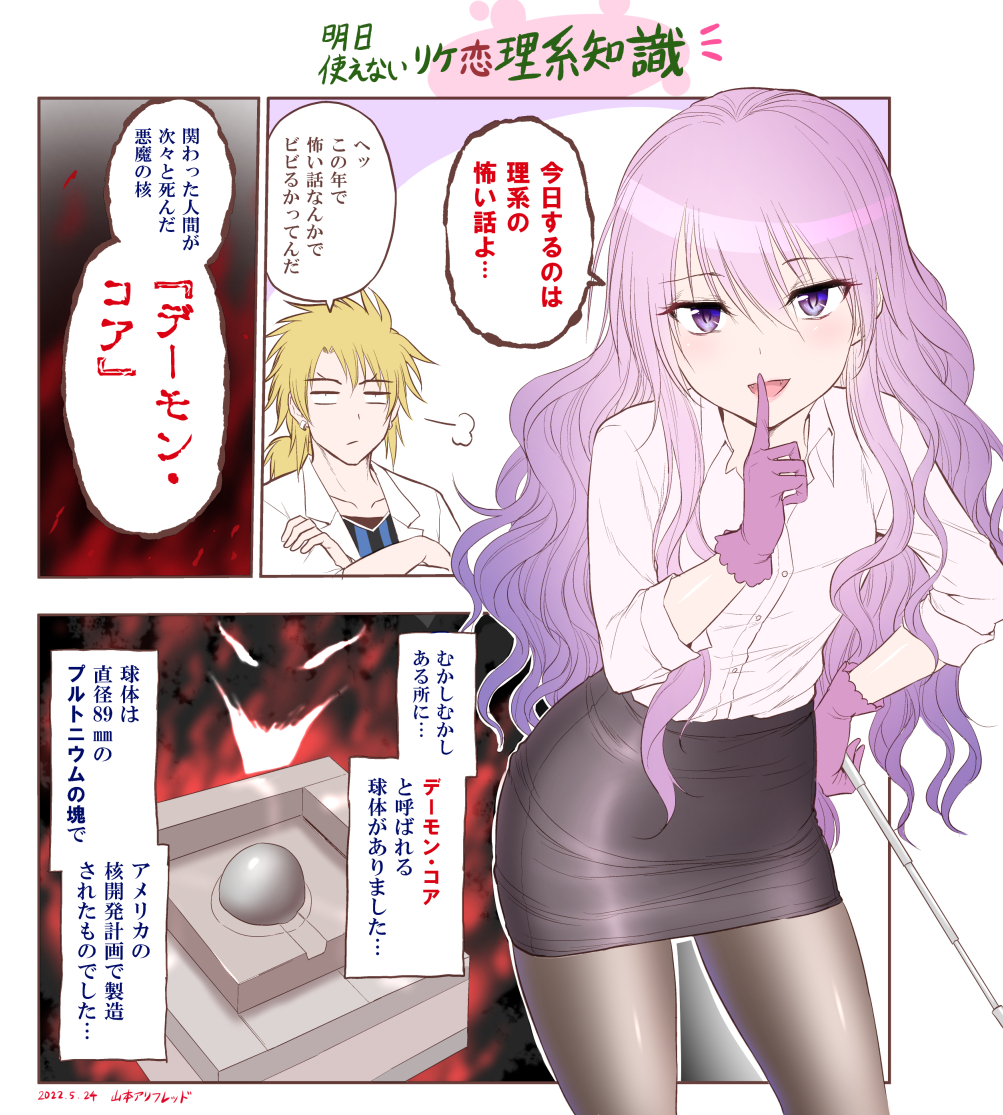 明日
使えないリケ恋理系知識
今日するのは
理系の
怖い話よ…
ヘッ
この年で
怖い話なんかで
ビビるかってんだ
関わった人間が
次々と死んだ
悪魔の核
『デーモン・
コア』
むかしむかし
ある所に…
デーモン・コア
と呼ばれる
球体がありました…
球体は
直径89㎜の
プルトニウムの塊で
アメリカの
核開発計画で製造
されたものでした…
2022.5.24 山本アリフレッド